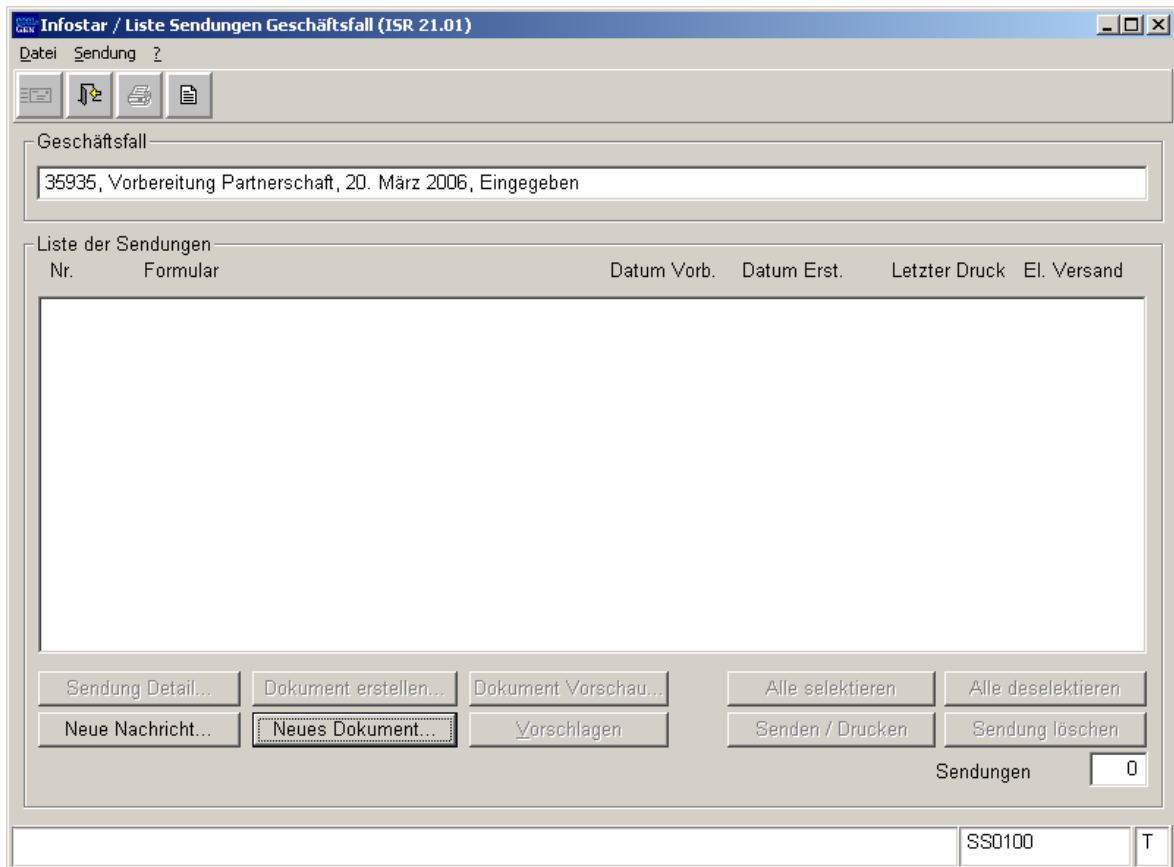 Infostar / Liste Sendungen Geschäftsfall (ISR 21.01)
Datei Sendung ?
Geschäftsfall
35935, Vorbereitung Partnerschaft, 20. März 2006, Eingegeben
Liste der Sendungen
Nr. Formular Datum Vorb. Datum Erst. Letzter Druck El. Versand
Sendung Detail... Dokument erstellen... Dokument Vorschau... Alle selektieren Alle deselektieren
Neue Nachricht... Neues Dokument... Vorschlagen Senden / Drucken Sendung löschen
Sendungen 0
SS0100 T